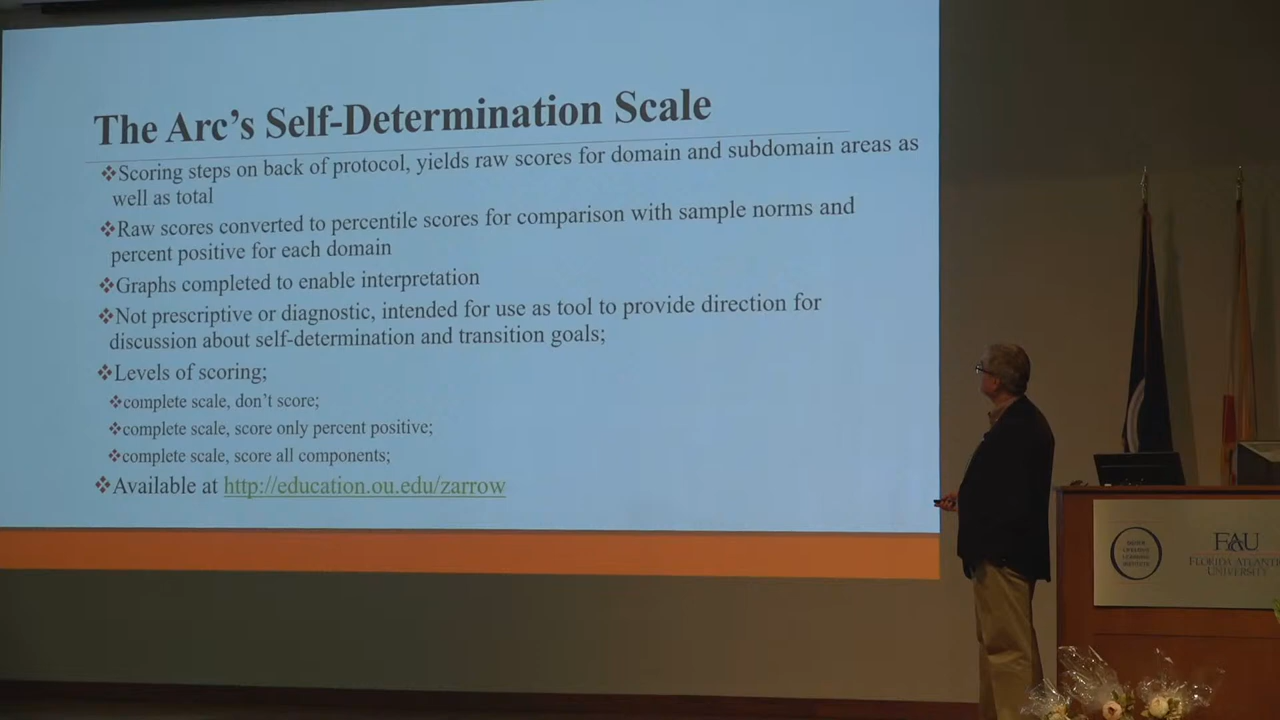 The Arc's Self-Determination Scale
❖Scoring steps on back of protocol, yields raw scores for domain and subdomain areas as
well as total
❖Raw scores converted to percentile scores for comparison with sample norms and
percent positive for each domain
❖Graphs completed to enable interpretation
❖Not prescriptive or diagnostic, intended for use as tool to provide direction for
discussion about self-determination and transition goals;
❖Levels of scoring;
❖complete scale, don't score;
❖complete scale, score only percent positive;
❖complete scale, score all components;
❖Available at http://education.ou.edu/zarrow
LIFELONG
LEARNING
INSTITUTE
FAU
FLORIDA ATLANTIC
UNIVERSITY